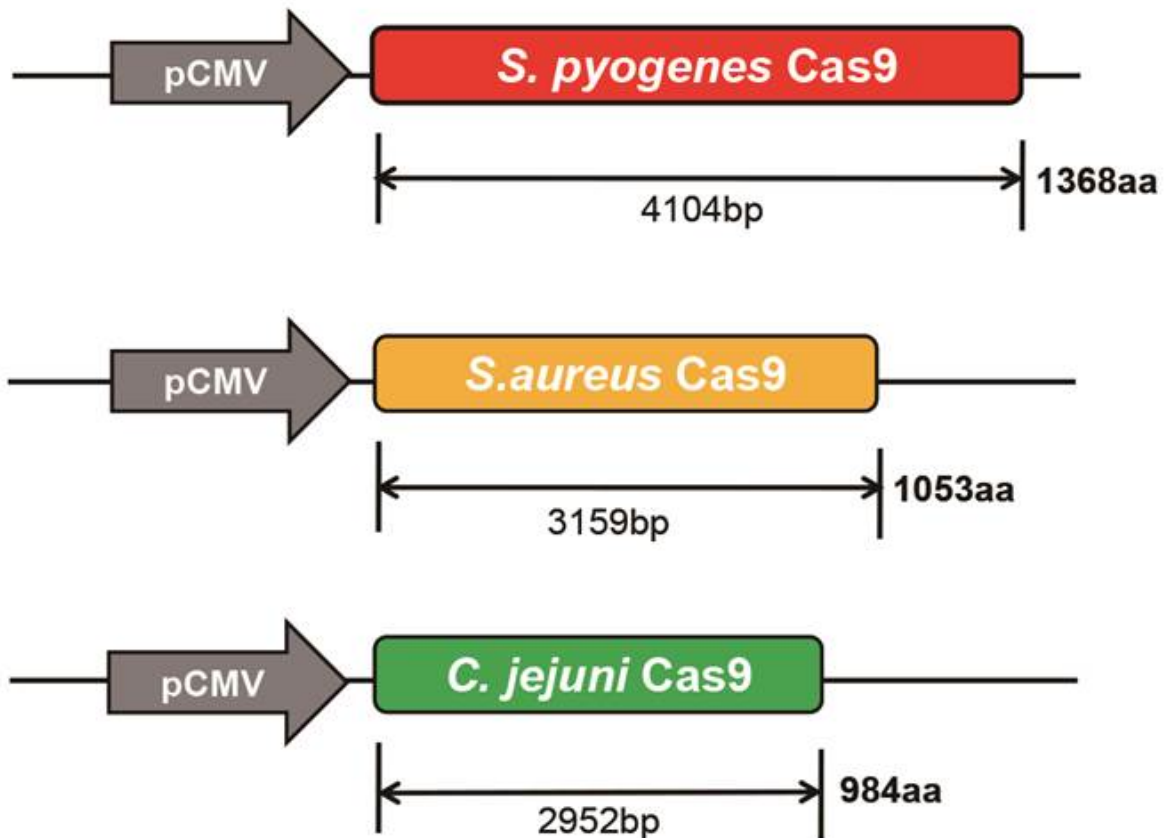 pCMV S. pyogenes Cas9
4104bp 1368aa
pCMV S.aureus Cas9
3159bp 1053aa
pCMV C. jejuni Cas9
2952bp 984aa